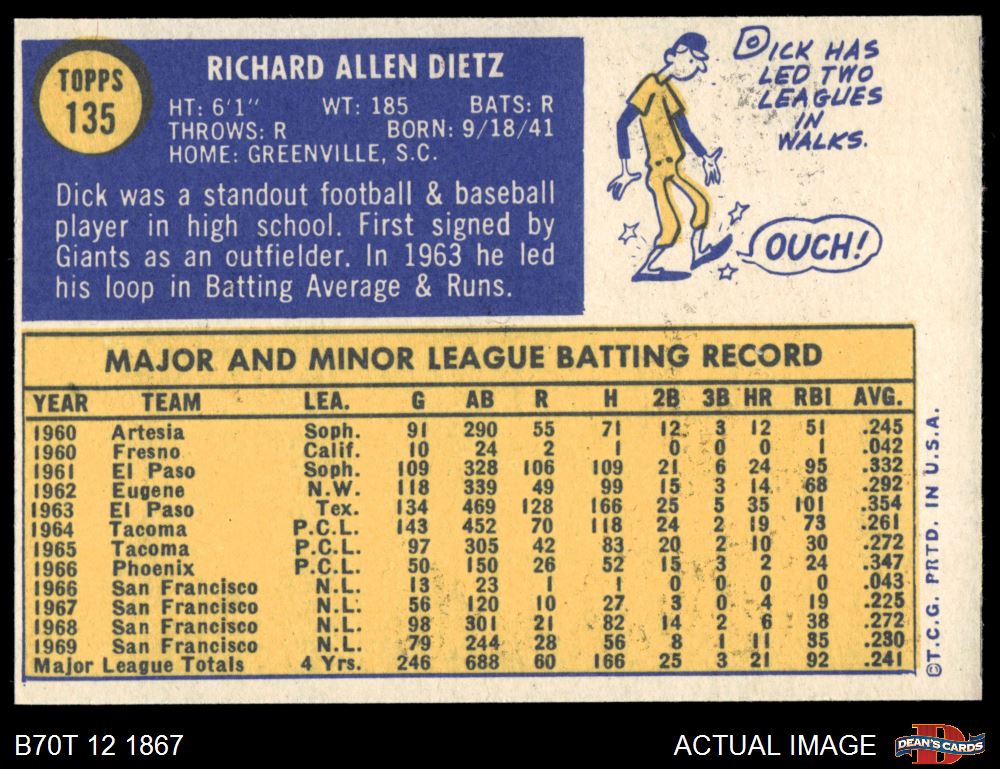 TOPPS
135
RICHARD ALLEN DIETZ
HT: 6'1" WT: 185 BATS: R
THROWS: R BORN: 9/18/41
HOME: GREENVILLE, S.C.
Dick was a standout football & baseball
player in high school. First signed by
Giants as an outfielder. In 1963 he led
his loop in Batting Average & Runs.
DICK HAS
LED TWO
LEAGUES
IN
WALKS.
OUCH!
MAJOR AND MINOR LEAGUE BATTING RECORD
YEAR TEAM LEA. G AB R H 2B 3B HR RBI AVG.
1960 Artesia Soph. 91 290 55 71 12 3 12 51 .245
1960 Fresno Calif. 10 24 2 1 0 0 0 1 .042
1961 El Paso Soph. 109 328 106 109 21 6 24 95 .332
1962 Eugene N.W. 118 339 49 99 15 3 14 68 .292
1963 El Paso Tex. 134 469 128 166 25 5 35 101 .354
1964 Tacoma P.C.L. 143 452 70 118 24 2 19 73 .261
1965 Tacoma P.C.L. 97 305 42 83 20 2 10 30 .272
1966 Phoenix P.C.L. 50 150 26 52 15 3 2 24 .347
1966 San Francisco N.L. 13 23 1 1 0 0 0 0 .043
1967 San Francisco N.L. 56 120 10 27 3 0 4 19 .225
1968 San Francisco N.L. 98 301 21 82 14 2 6 38 .272
1969 San Francisco N.L. 79 244 28 56 8 1 11 35 .230
Major League Totals 4 Yrs. 246 688 60 166 25 3 21 92 .241
©T.C.G. PRTD. IN U.S.A.
B70T 12 1867
ACTUAL IMAGE
D
DEAN'S CARDS